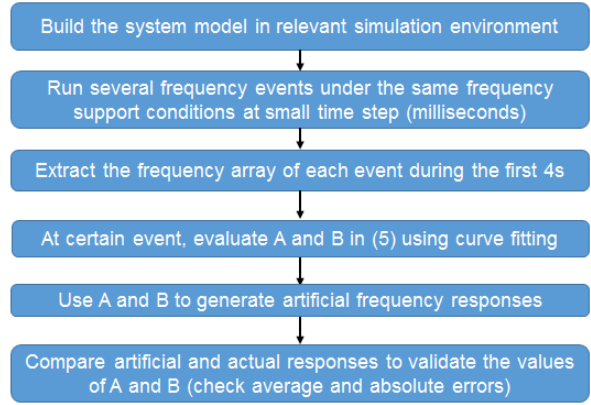 Build the system model in relevant simulation environment
Run several frequency events under the same frequency
support conditions at small time step (milliseconds)
Extract the frequency array of each event during the first 4s
At certain event, evaluate A and B in (5) using curve fitting
Use A and B to generate artificial frequency responses
Compare artificial and actual responses to validate the values
of A and B (check average and absolute errors)